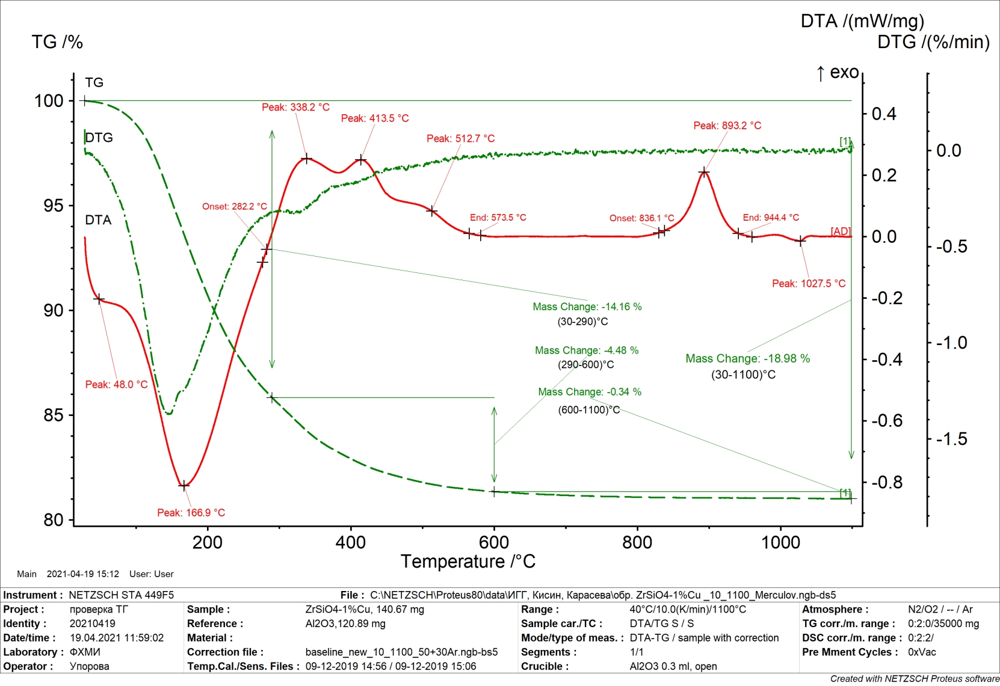 DTA /(mW/mg)
TG /%
DTG /(%/min)
↑ exo
TG
100
Peak: 338.2 °C
Peak: 413.5 °C
0.4
Peak: 893.2 °C
DTG
Peak: 512.7 °C
[1]
0.0
0.2
95
Onset: 282.2 °C
DTA
End: 573.5 °C
Onset: 836.1 °C
End: 944.4 °C
[AD]
0.0
-0.5
Peak: 1027.5 °C
-0.2
90
Mass Change: -14.16 %
(30-290)°C
-1.0
Mass Change: -4.48 %
(290-600)°C
Mass Change: -18.98 %
(30-1100)°C
-0.4
Peak: 48.0 °C
Mass Change: -0.34 %
(600-1100)°C
85
-0.6
-1.5
-0.8
[1]
Peak: 166.9 °C
80
200 400 600 800 1000
Temperature /°C
Main 2021-04-19 15:12 User: User
Instrument : NETZSCH STA 449F5 File : C:\NETZSCH\Proteus80\data\ИГГ, Кисин, Карасева\обр. ZrSiO4-1%Cu _10_1100_Merculov.ngb-ds5
Project : проверка ТГ Sample : ZrSiO4-1%Cu, 140.67 mg Range : 40°C/10.0(K/min)/1100°C Atmosphere : N2/O2 / -- / Ar
Identity : 20210419 Reference : Al2O3,120.89 mg Sample car./TC : DTA/TG S / S TG corr./m. range : 0:2:0/35000 mg
Date/time : 19.04.2021 11:59:02 Material : Mode/type of meas. : DTA-TG / sample with correction DSC corr./m. range : 0:2:2/
Laboratory : ФХМИ Correction file : baseline_new_10_1100_50+30Ar.ngb-bs5 Segments : 1/1 Pre Mment Cycles : 0xVac
Operator : Упорова Temp.Cal./Sens. Files : 09-12-2019 14:56 / 09-12-2019 15:06 Crucible : Al2O3 0.3 ml, open
Created with NETZSCH Proteus software